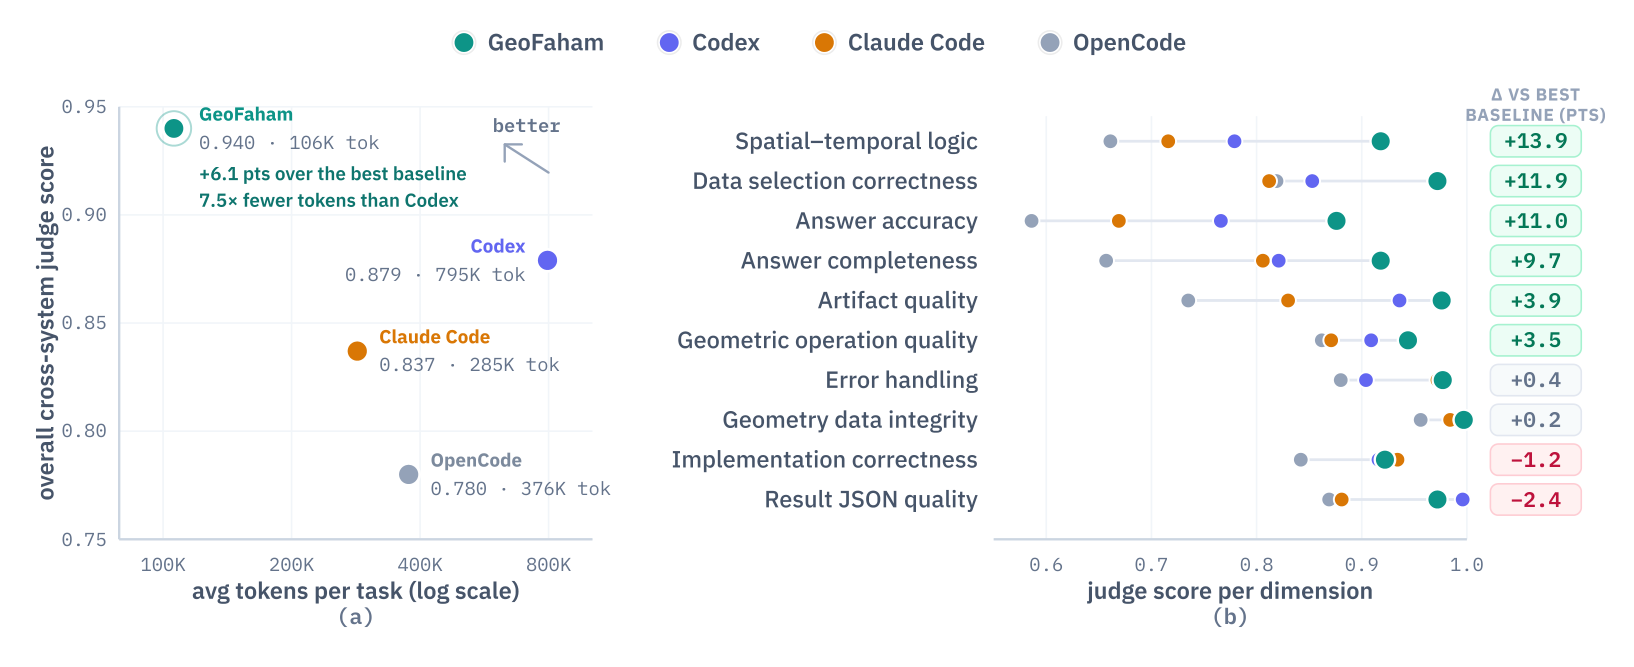 GeoFaham
Codex
Claude Code
OpenCode
overall cross-system judge score
0.95
0.90
0.85
0.80
0.75
GeoFaham
0.940 · 106K tok
+6.1 pts over the best baseline
7.5× fewer tokens than Codex
better
Codex
0.879 · 795K tok
Claude Code
0.837 · 285K tok
OpenCode
0.780 · 376K tok
100K
200K
400K
800K
avg tokens per task (log scale)
(a)
Δ VS BEST
BASELINE (PTS)
Spatial–temporal logic
+13.9
Data selection correctness
+11.9
Answer accuracy
+11.0
Answer completeness
+9.7
Artifact quality
+3.9
Geometric operation quality
+3.5
Error handling
+0.4
Geometry data integrity
+0.2
Implementation correctness
−1.2
Result JSON quality
−2.4
0.6
0.7
0.8
0.9
1.0
judge score per dimension
(b)